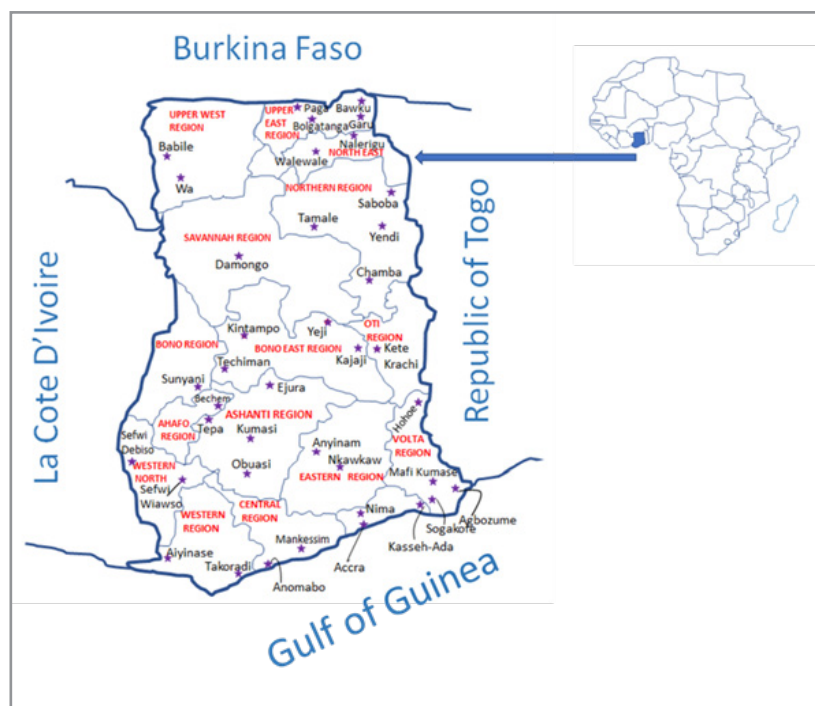 Burkina Faso
UPPER WEST
REGION
UPPER
EAST
REGION
Paga
Bawku
Bolgatanga
Garu
Nalerigu
NORTH EAST
Babile
Walewale
Wa
NORTHERN REGION
Saboba
Tamale
Yendi
SAVANNAH REGION
Damongo
Chamba
La Cote D'Ivoire
Republic of Togo
Kintampo
Yeji
OTI
REGION
BONO REGION
BONO EAST REGION
Kajaji
Kete
Krachi
Techiman
Sunyani
Ejura
Bechem
Hohoe
AHAFO
REGION
Tepa
ASHANTI REGION
Kumasi
Sefwi
Debiso
Anyinam
VOLTA
REGION
Nkawkaw
WESTERN
NORTH
Obuasi
EASTERN REGION
Mafi Kumase
Sefwi
Wiawso
WESTERN
REGION
CENTRAL
REGION
Nima
Agbozume
Sogakofe
Kasseh-Ada
Mankessim
Aiyinase
Accra
Takoradi
Anomabo
Gulf of Guinea